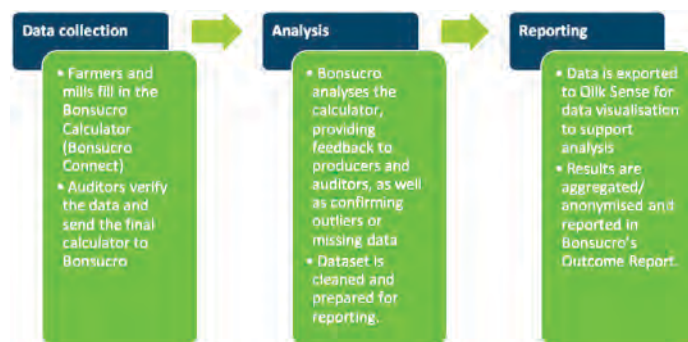 Data collection
• Farmers and
mills fill in the
Bonsucro
Calculator
(Bonsucro
Connect)
• Auditors verify
the data and
send the final
calculator to
Bonsucro
Analysis
• Bonsucro
analyses the
calculator,
providing
feedback to
producers and
auditors, as well
as confirming
outliers or
missing data
• Dataset is
cleaned and
prepared for
reporting.
Reporting
• Data is exported
to Qlik Sense for
data visualisation
to support
analysis
• Results are
aggregated/
anonymised and
reported in
Bonsucro's
Outcome Report.